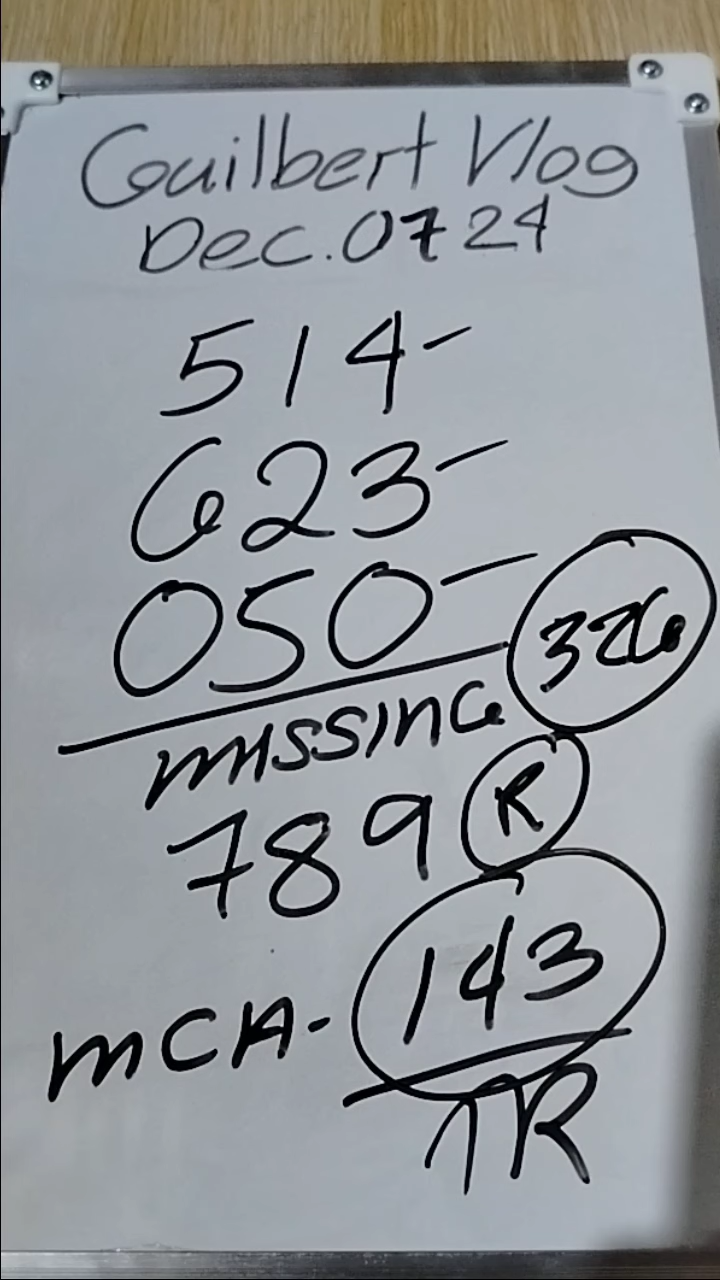 Guilbert Vlog
Dec. 07 24
514-
623-
050-
326
MISSING
789 R
MCA- 143
TR